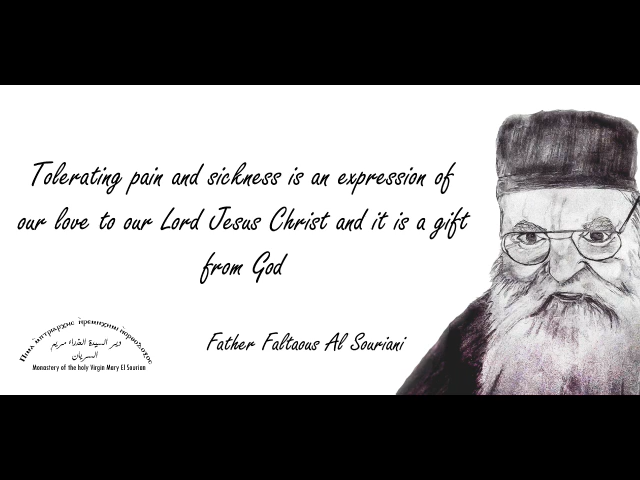 Tolerating pain and sickness is an expression of
our love to our Lord Jesus Christ and it is a gift
from God
Father Faltaous Al Souriani
دير السيدة العذراء مريم
السريان
Monastery of the holy Virgin Mary El Sourian